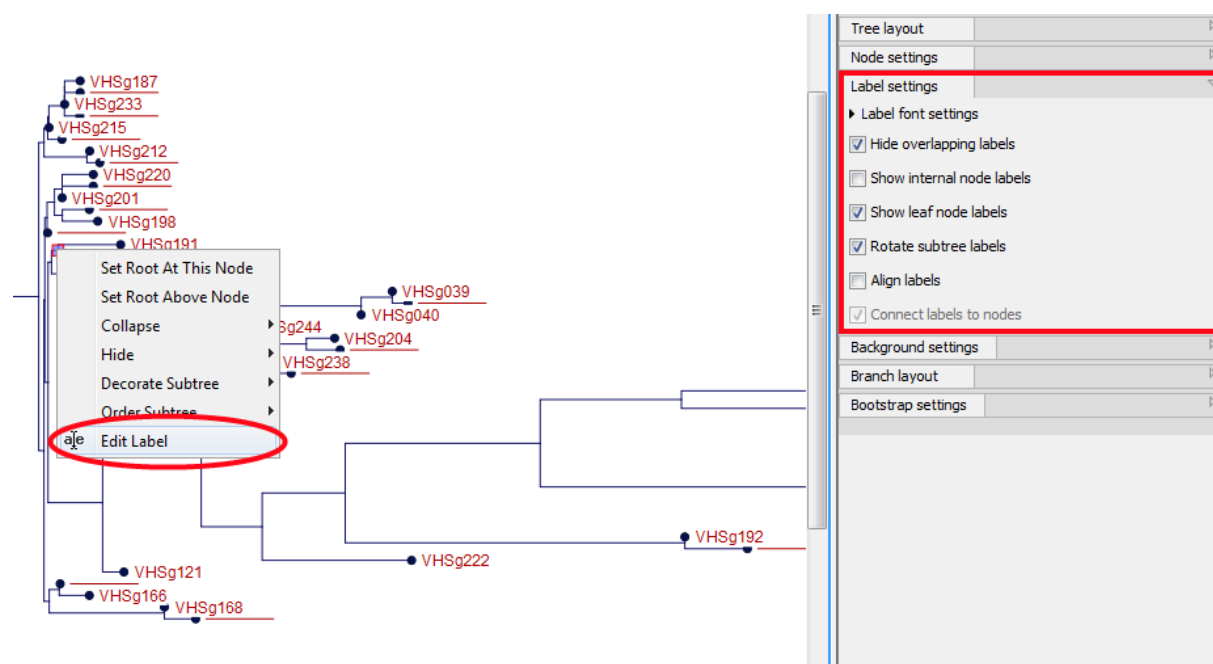 VHSg187
VHSg233
VHSg215
VHSg212
VHSg220
VHSg201
VHSg198
VHSg191
Set Root At This Node
Set Root Above Node
Collapse
Hide
Decorate Subtree
Order Subtree
Edit Label
VHSg039
VHSg040
Sg244
VHSg204
VHSg238
VHSg192
VHSg222
VHSg121
VHSg166
VHSg168
Tree layout
Node settings
Label settings
Label font settings
Hide overlapping labels
Show internal node labels
Show leaf node labels
Rotate subtree labels
Align labels
Connect labels to nodes
Background settings
Branch layout
Bootstrap settings